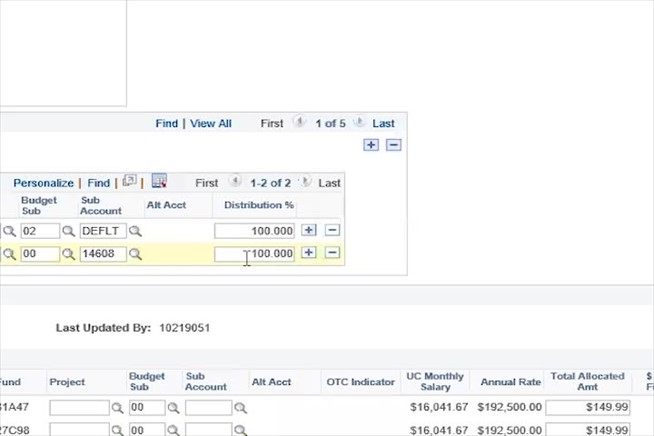 Find | View All First 1 of 5 Last
Personalize | Find | | First 1-2 of 2 Last
Budget Sub Sub Account Alt Acct Distribution %
02 DEFLT 100.000
00 14608 100.000
Last Updated By: 10219051
Fund Project Budget Sub Sub Account Alt Acct OTC Indicator UC Monthly Salary Annual Rate Total Allocated Amt $
00 $16,041.67 $192,500.00 $149.99
00 $16,041.67 $192,500.00 $149.99